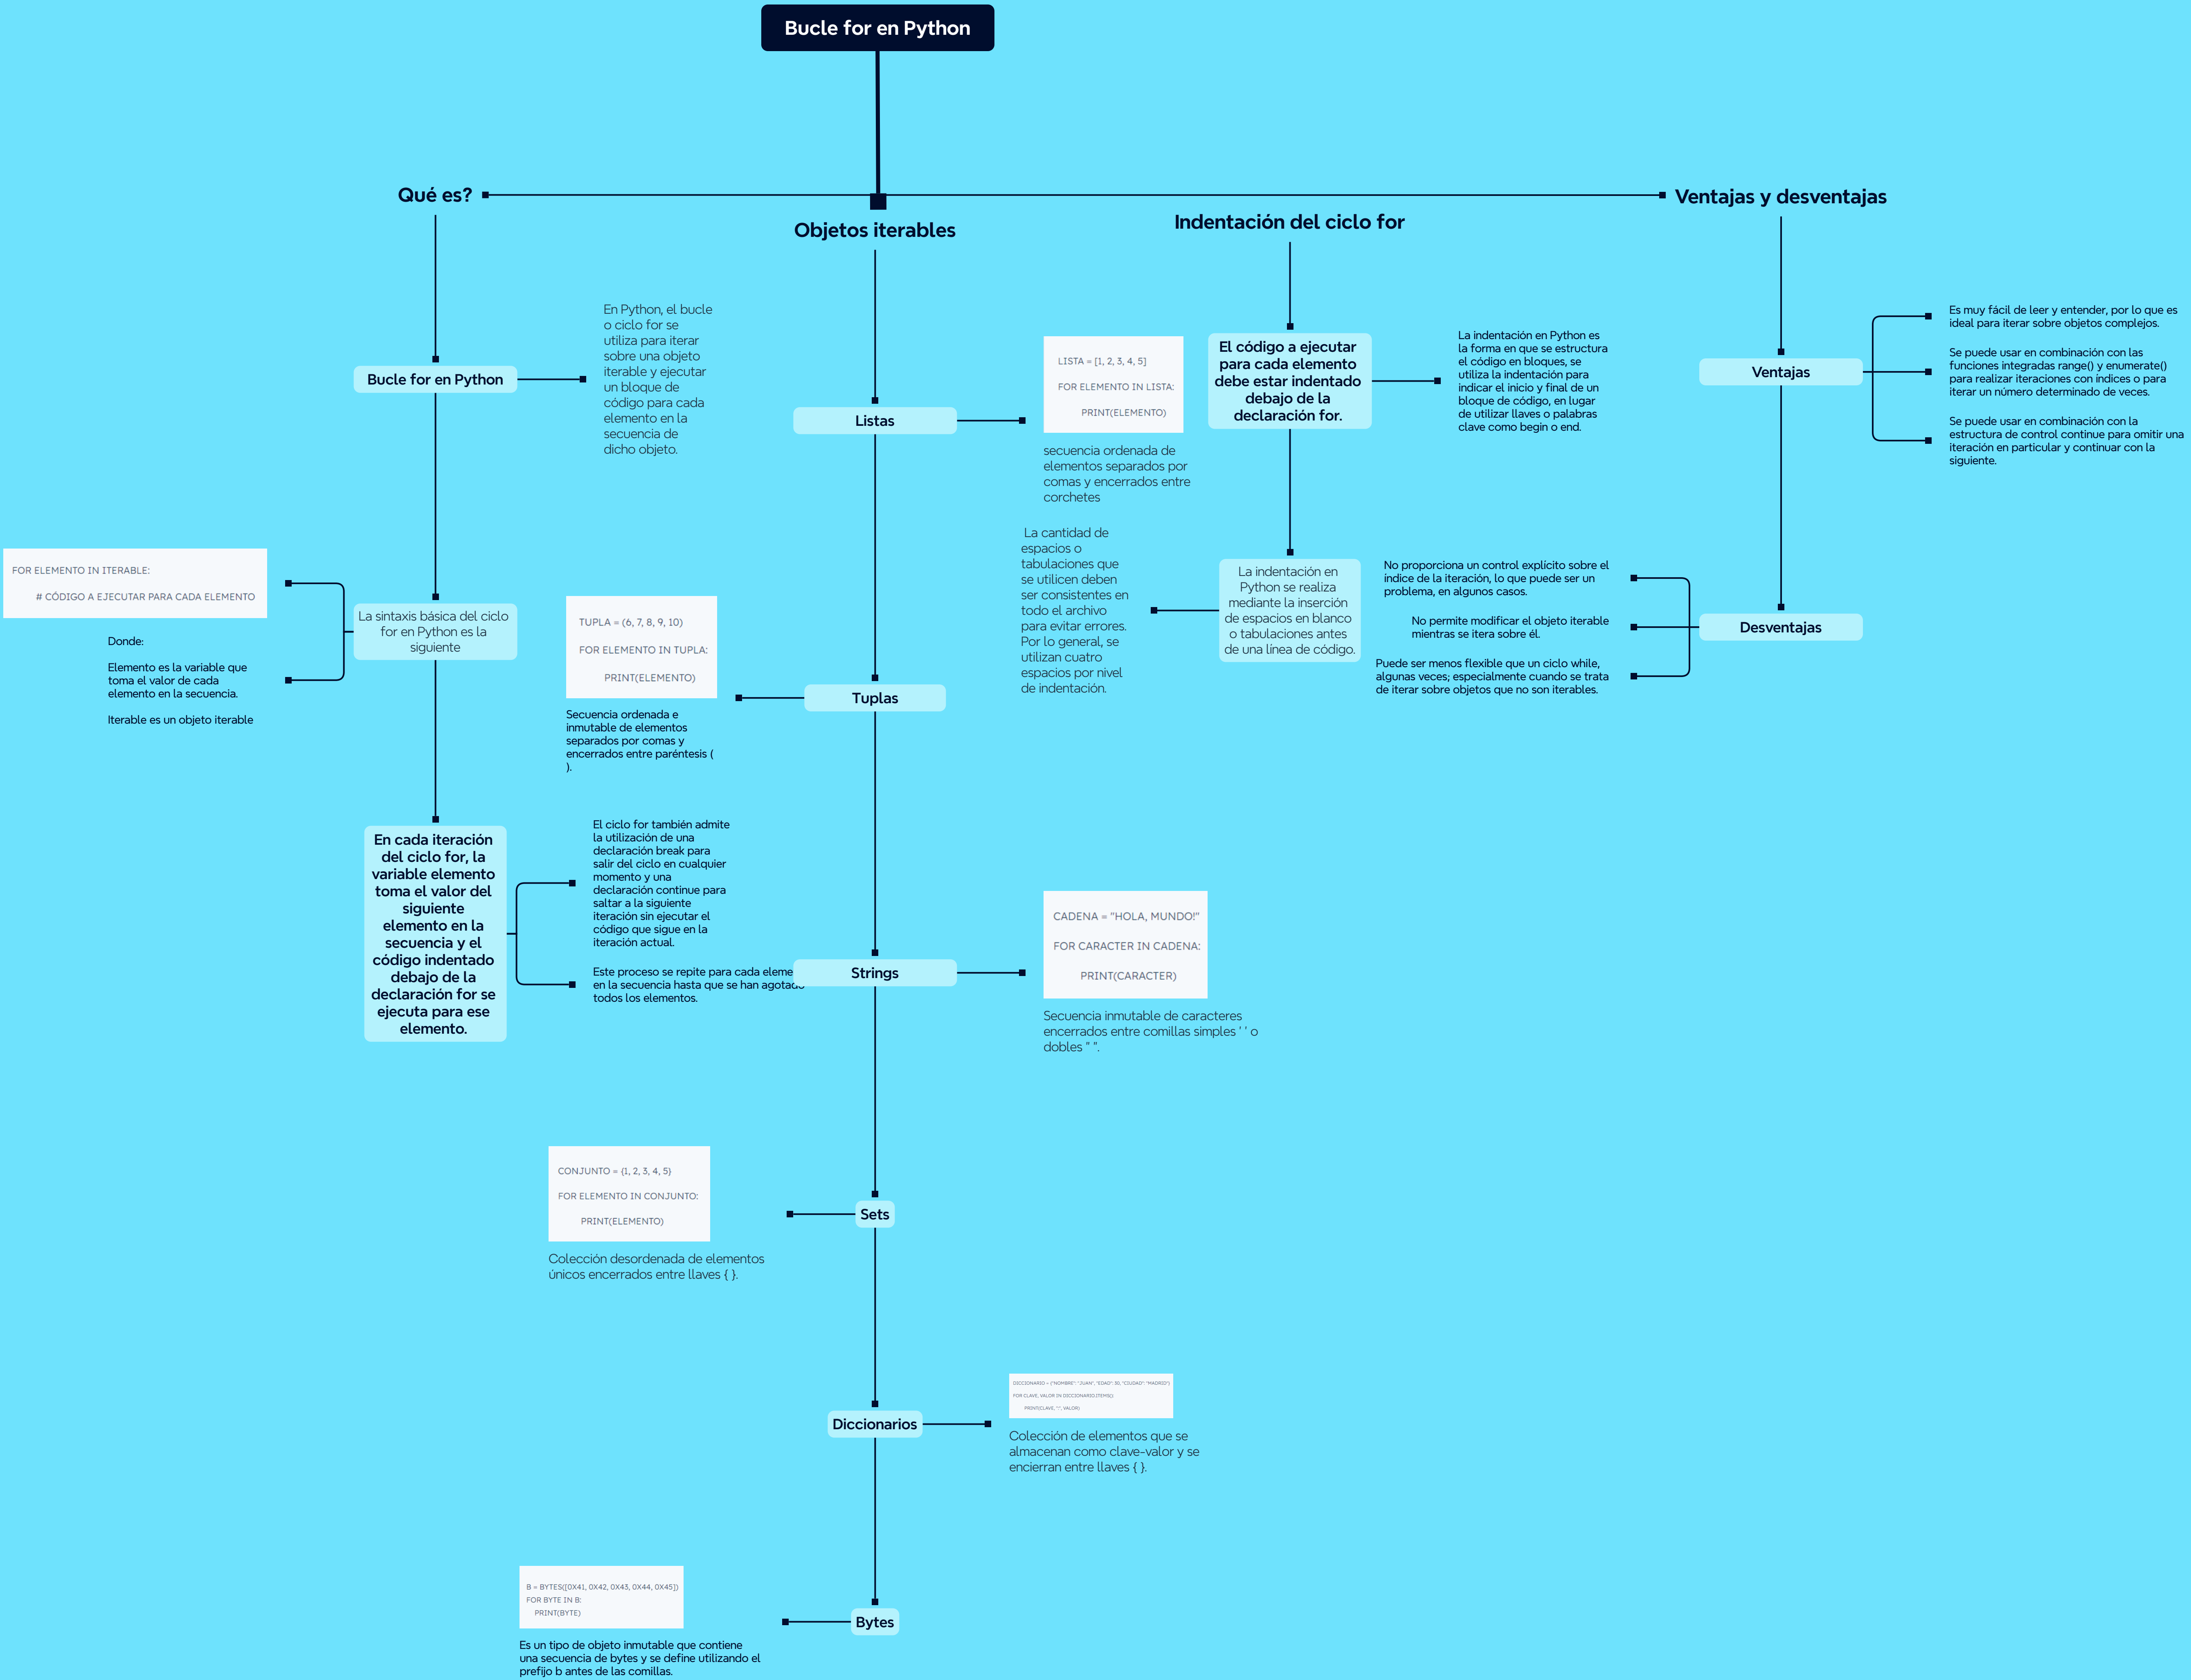 Bucle for en Python
Qué es?
Bucle for en Python
En Python, el bucle
o ciclo for se
utiliza para iterar
sobre una objeto
iterable y ejecutar
un bloque de
código para cada
elemento en la
secuencia de
dicho objeto.
FOR ELEMENTO IN ITERABLE:
# CÓDIGO A EJECUTAR PARA CADA ELEMENTO
La sintaxis básica del ciclo
for en Python es la
siguiente
Donde:
Elemento es la variable que
toma el valor de cada
elemento en la secuencia.
Iterable es un objeto iterable
En cada iteración
del ciclo for, la
variable elemento
toma el valor del
siguiente
elemento en la
secuencia y el
código indentado
debajo de la
declaración for se
ejecuta para ese
elemento.
El ciclo for también admite
la utilización de una
declaración break para
salir del ciclo en cualquier
momento y una
declaración continue para
saltar a la siguiente
iteración sin ejecutar el
código que sigue en la
iteración actual.
Este proceso se repite para cada eleme
en la secuencia hasta que se han agotado
todos los elementos.
Objetos iterables
Listas
LISTA = [1, 2, 3, 4, 5]
FOR ELEMENTO IN LISTA:
PRINT(ELEMENTO)
secuencia ordenada de
elementos separados por
comas y encerrados entre
corchetes
TUPLA = (6, 7, 8, 9, 10)
FOR ELEMENTO IN TUPLA:
PRINT(ELEMENTO)
Tuplas
Secuencia ordenada e
inmutable de elementos
separados por comas y
encerrados entre paréntesis (
).
Strings
CADENA = "HOLA, MUNDO!"
FOR CARACTER IN CADENA:
PRINT(CARACTER)
Secuencia inmutable de caracteres
encerrados entre comillas simples ' ' o
dobles " ".
CONJUNTO = {1, 2, 3, 4, 5}
FOR ELEMENTO IN CONJUNTO:
PRINT(ELEMENTO)
Sets
Colección desordenada de elementos
únicos encerrados entre llaves { }.
Diccionarios
DICCIONARIO = {"NOMBRE": "JUAN", "EDAD": 30, "CIUDAD": "MADRID"}
FOR CLAVE, VALOR IN DICCIONARIO.ITEMS():
PRINT(CLAVE, ":", VALOR)
Colección de elementos que se
almacenan como clave-valor y se
encierran entre llaves { }.
B = BYTES([0X41, 0X42, 0X43, 0X44, 0X45])
FOR BYTE IN B:
PRINT(BYTE)
Bytes
Es un tipo de objeto inmutable que contiene
una secuencia de bytes y se define utilizando el
prefijo b antes de las comillas.
Indentación del ciclo for
El código a ejecutar
para cada elemento
debe estar indentado
debajo de la
declaración for.
La indentación en Python es
la forma en que se estructura
el código en bloques, se
utiliza la indentación para
indicar el inicio y final de un
bloque de código, en lugar
de utilizar llaves o palabras
clave como begin o end.
La indentación en
Python se realiza
mediante la inserción
de espacios en blanco
o tabulaciones antes
de una línea de código.
La cantidad de
espacios o
tabulaciones que
se utilicen deben
ser consistentes en
todo el archivo
para evitar errores.
Por lo general, se
utilizan cuatro
espacios por nivel
de indentación.
Ventajas y desventajas
Ventajas
Es muy fácil de leer y entender, por lo que es
ideal para iterar sobre objetos complejos.
Se puede usar en combinación con las
funciones integradas range() y enumerate()
para realizar iteraciones con indices o para
iterar un número determinado de veces.
Se puede usar en combinación con la
estructura de control continue para omitir una
iteración en particular y continuar con la
siguiente.
Desventajas
No proporciona un control explícito sobre el
índice de la iteración, lo que puede ser un
problema, en algunos casos.
No permite modificar el objeto iterable
mientras se itera sobre él.
Puede ser menos flexible que un ciclo while,
algunas veces; especialmente cuando se trata
de iterar sobre objetos que no son iterables.